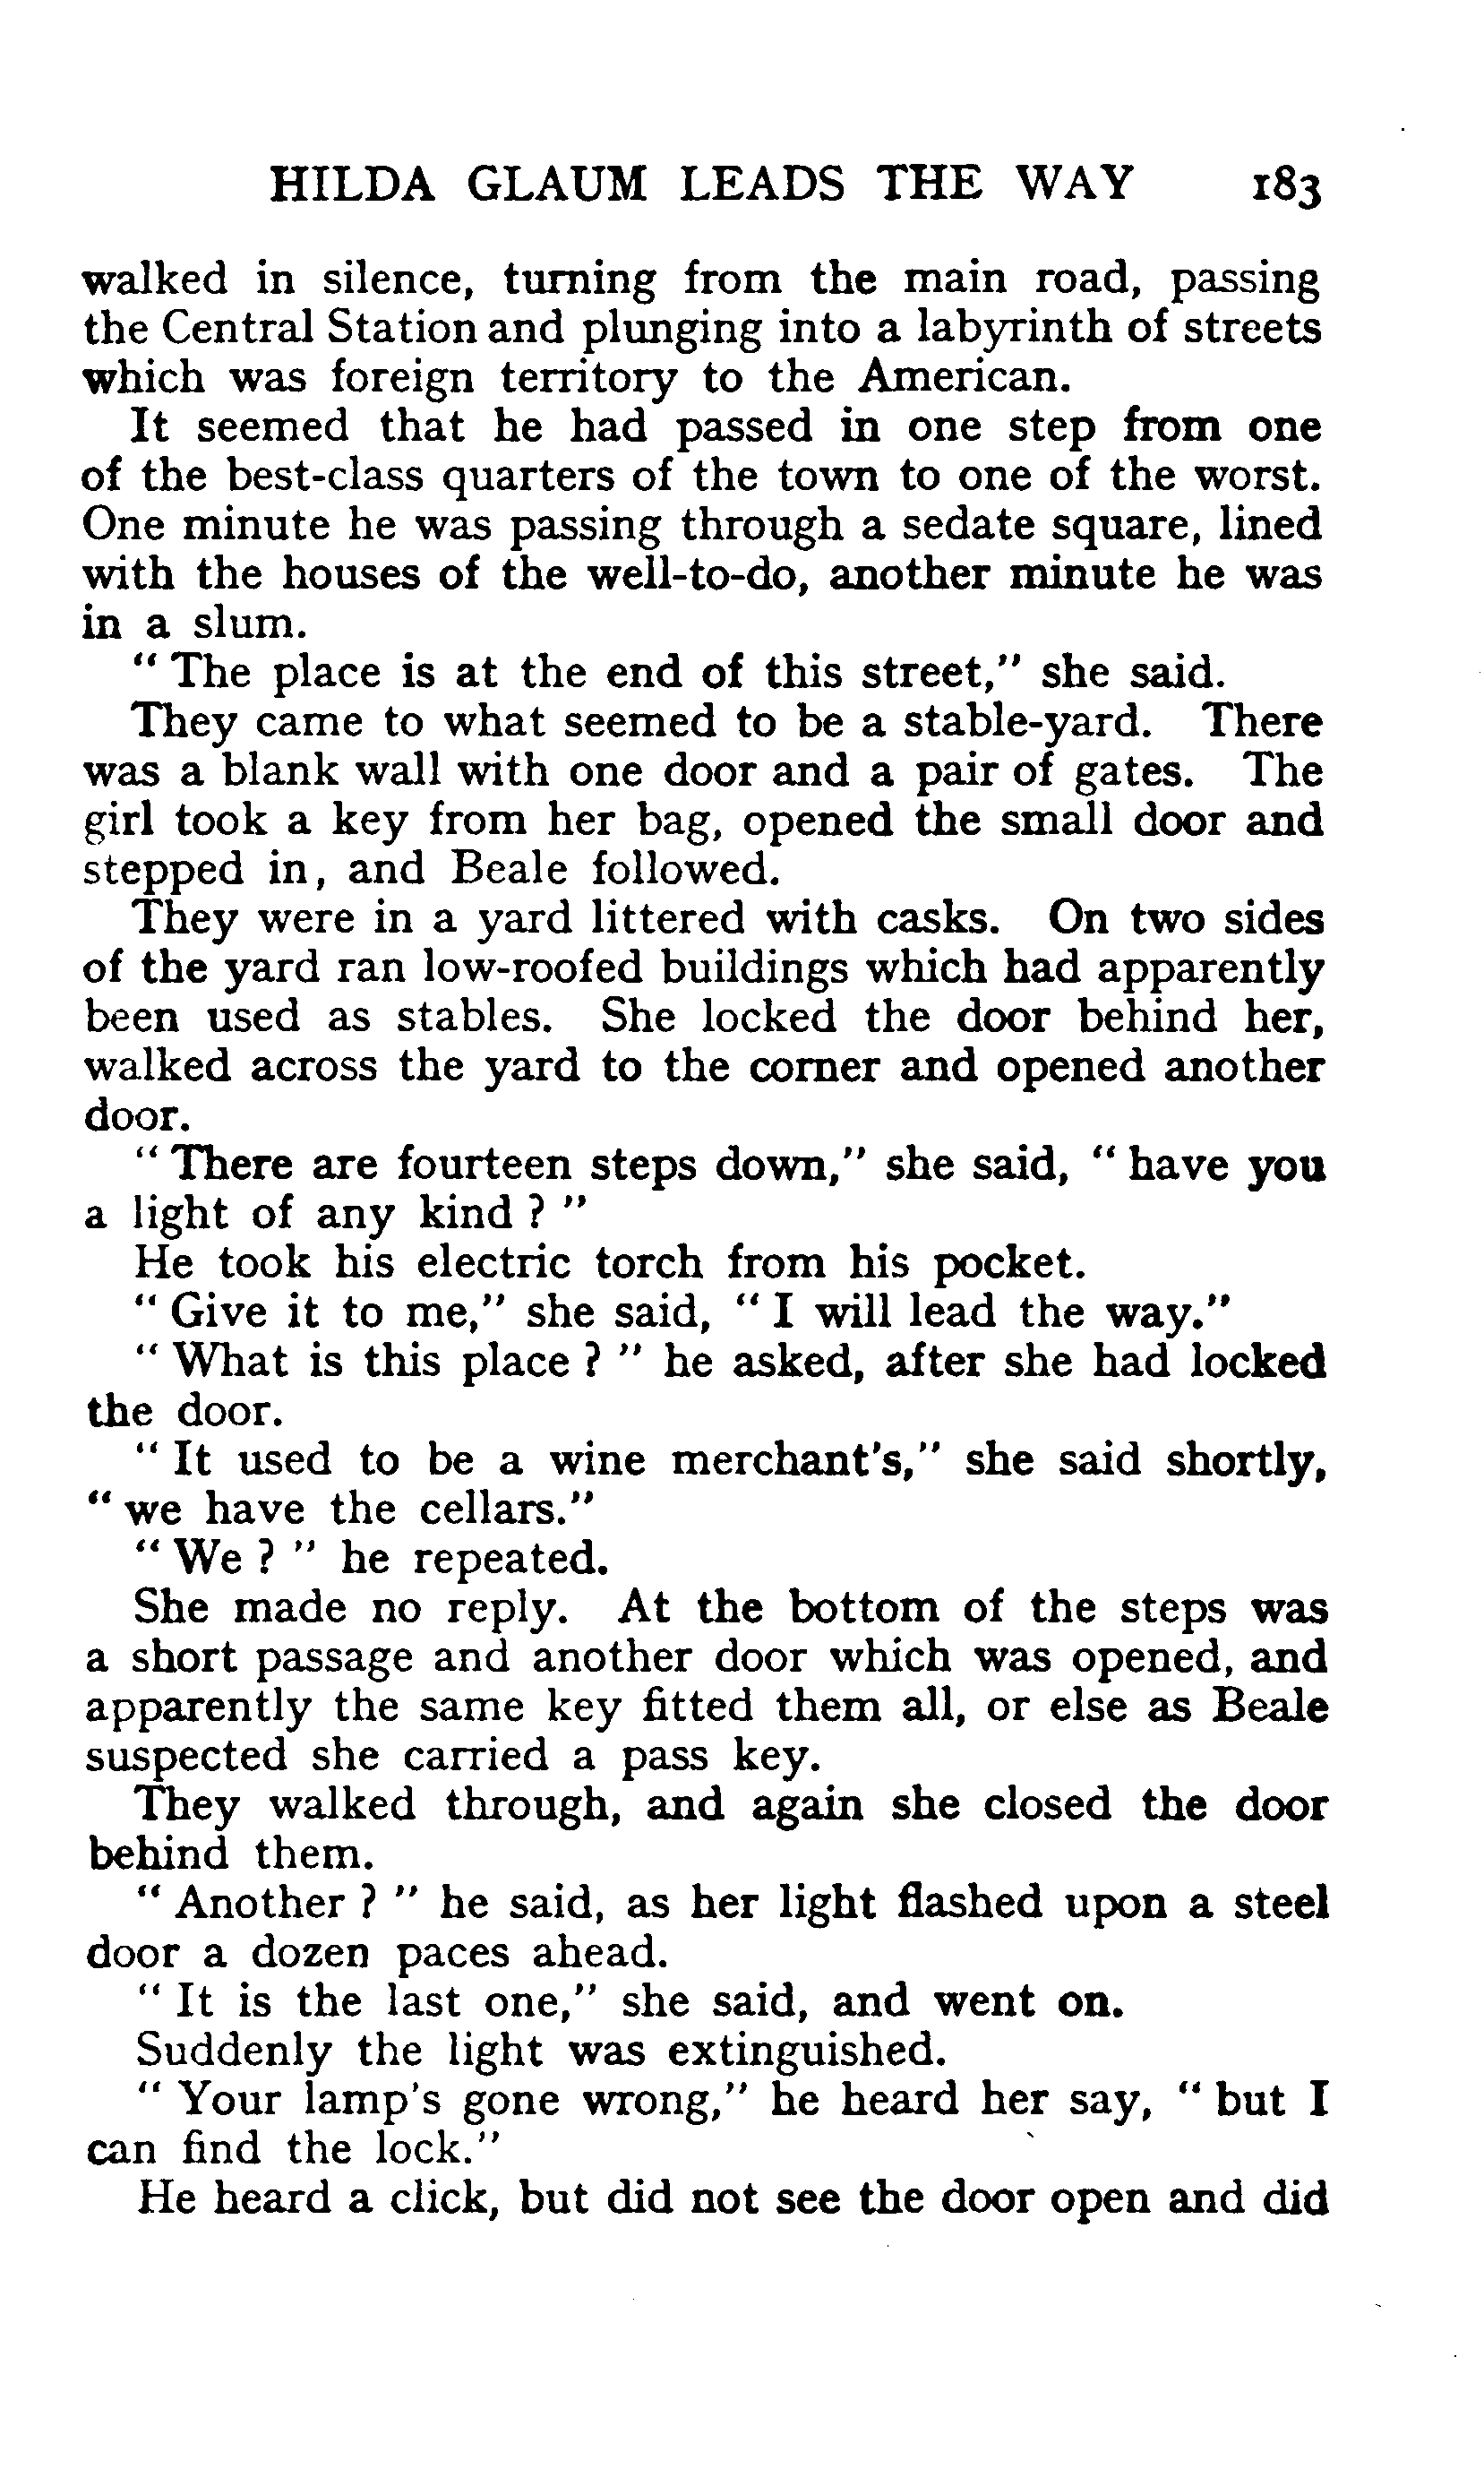 HILDA GLAUM LEADS THE WAY 183
walked in silence, turning from the main road, passing
the Central Station and plunging into a labyrinth of streets
which was foreign territory to the American.
It seemed that he had passed in one step from one
of the best-class quarters of the town to one of the worst.
One minute he was passing through a sedate square, lined
with the houses of the well-to-do, another minute he was
in a slum.
" The place is at the end of this street," she said.
They came to what seemed to be a stable-yard. There
was a blank wall with one door and a pair of gates. The
girl took a key from her bag, opened the small door and
stepped in, and Beale followed.
They were in a yard littered with casks. On two sides
of the yard ran low-roofed buildings which had apparently
been used as stables. She locked the door behind her,
walked across the yard to the corner and opened another
door.
" There are fourteen steps down," she said, " have you
a light of any kind ? "
He took his electric torch from his pocket.
" Give it to me," she said, " I will lead the way."
" What is this place ? " he asked, after she had locked
the door.
" It used to be a wine merchant's," she said shortly,
" we have the cellars."
" We ? " he repeated.
She made no reply. At the bottom of the steps was
a short passage and another door which was opened, and
apparently the same key fitted them all, or else as Beale
suspected she carried a pass key.
They walked through, and again she closed the door
behind them.
" Another ? " he said, as her light flashed upon a steel
door a dozen paces ahead.
" It is the last one," she said, and went on.
Suddenly the light was extinguished.
" Your lamp's gone wrong," he heard her say, " but I
can find the lock."
He heard a click, but did not see the door open and did